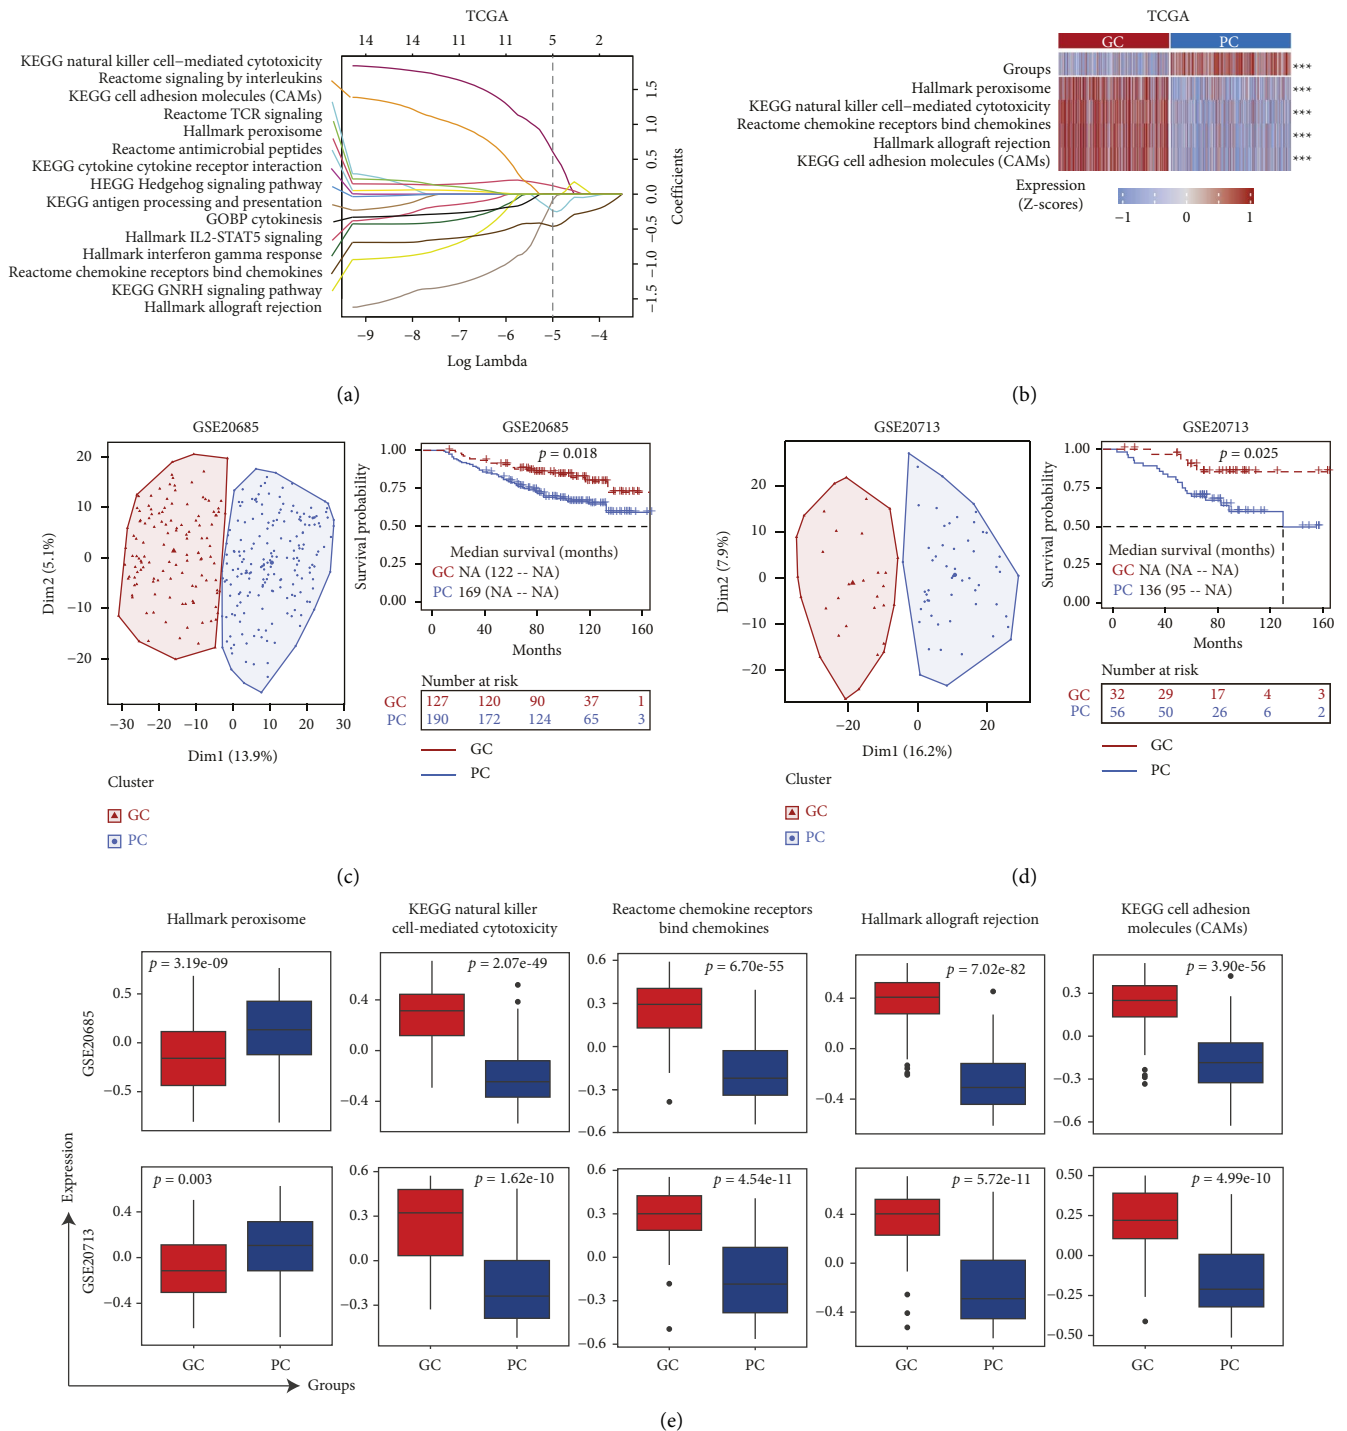 TCGA
14 14 11 11 5 2
KEGG natural killer cell−mediated cytotoxicity
Reactome signaling by interleukins
KEGG cell adhesion molecules (CAMs)
Reactome TCR signaling
Hallmark peroxisome
Reactome antimicrobial peptides
KEGG cytokine cytokine receptor interaction
HEGG Hedgehog signaling pathway
KEGG antigen processing and presentation
GOBP cytokinesis
Hallmark IL2-STAT5 signaling
Hallmark interferon gamma response
Reactome chemokine receptors bind chemokines
KEGG GNRH signaling pathway
Hallmark allograft rejection
1.5
1.0
0.5
0.0
−0.5
−1.0
−1.5
Coefficients
−9 −8 −7 −6 −5 −4
Log Lambda
(a)
TCGA
GC PC
Groups ***
Hallmark peroxisome ***
KEGG natural killer cell−mediated cytotoxicity ***
Reactome chemokine receptors bind chemokines
Hallmark allograft rejection ***
KEGG cell adhesion molecules (CAMs) ***
Expression
(Z-scores)
−1 0 1
(b)
GSE20685
20
10
0
−10
−20
Dim2 (5.1%)
−30 −20 −10 0 10 20 30
Dim1 (13.9%)
Cluster
GC
PC
GSE20685
1.00
0.75
0.50
0.25
0.00
Survival probability
p = 0.018
Median survival (months)
GC NA (122 -- NA)
PC 169 (NA -- NA)
0 40 80 120 160
Months
Number at risk
GC 127 120 90 37 1
PC 190 172 124 65 3
GC
PC
(c)
GSE20713
20
10
0
−10
−20
Dim2 (7.9%)
−20 0 20
Dim1 (16.2%)
Cluster
GC
PC
GSE20713
1.00
0.75
0.50
0.25
0.00
Survival probability
p = 0.025
Median survival (months)
GC NA (NA -- NA)
PC 136 (95 -- NA)
0 40 80 120 160
Months
Number at risk
GC 32 29 17 4 3
PC 56 50 26 6 2
GC
PC
(d)
Hallmark peroxisome
KEGG natural killer
cell-mediated cytotoxicity
Reactome chemokine receptors
bind chemokines
Hallmark allograft rejection
KEGG cell adhesion
molecules (CAMs)
GSE20685
p = 3.19e-09
0.5
0.0
−0.5
p = 2.07e-49
0.4
0.0
−0.4
p = 6.70e-55
0.6
0.3
0.0
−0.3
−0.6
p = 7.02e-82
0.4
0.0
−0.4
p = 3.90e-56
0.3
0.0
−0.3
−0.6
Expression
GSE20713
p = 0.003
0.4
0.0
−0.4
GC PC
p = 1.62e-10
0.6
0.3
0.0
−0.3
GC PC
p = 4.54e-11
0.6
0.3
0.0
−0.3
−0.6
GC PC
p = 5.72e-11
0.4
0.0
−0.4
GC PC
p = 4.99e-10
0.50
0.25
0.00
−0.25
−0.50
GC PC
Groups
(e)